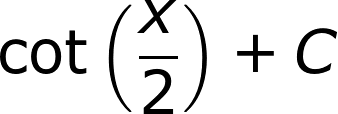 cot(x/2) + C